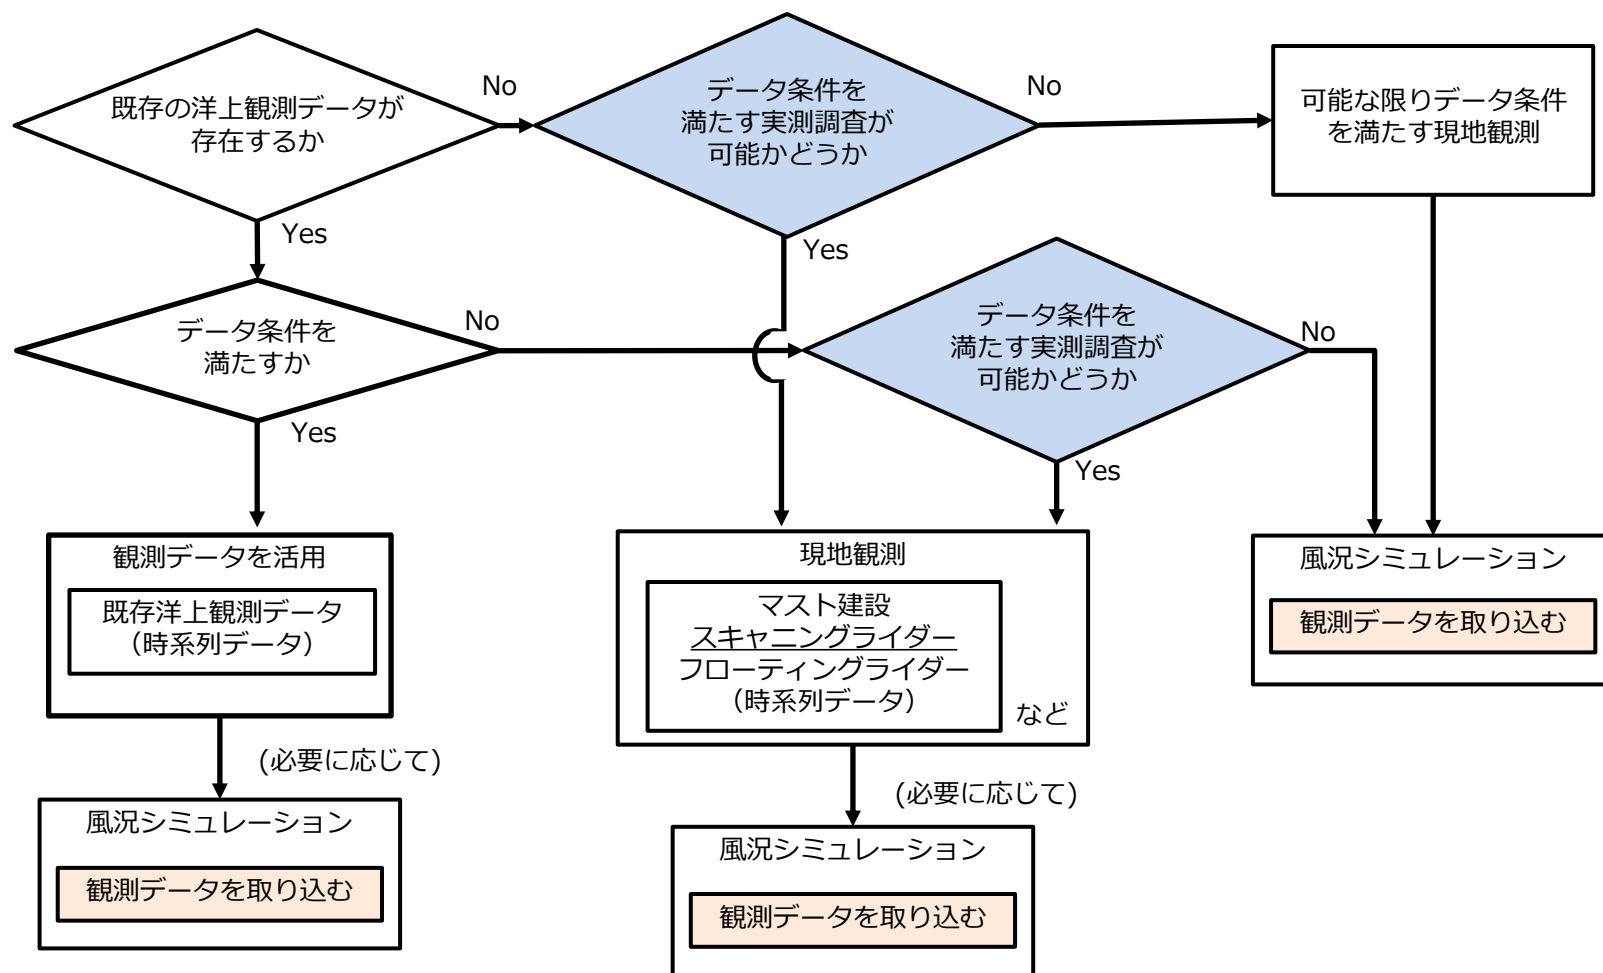 既存の洋上観測データが
存在するか
No
データ条件を
満たす実測調査が
可能かどうか
No
可能な限りデータ条件
を満たす現地観測
Yes
Yes
データ条件を
満たすか
No
データ条件を
満たす実測調査が
可能かどうか
No
Yes
Yes
観測データを活用
既存洋上観測データ
（時系列データ）
現地観測
マスト建設
スキャニングライダー
フローティングライダー
（時系列データ）
など
風況シミュレーション
観測データを取り込む
(必要に応じて)
風況シミュレーション
観測データを取り込む
(必要に応じて)
風況シミュレーション
観測データを取り込む